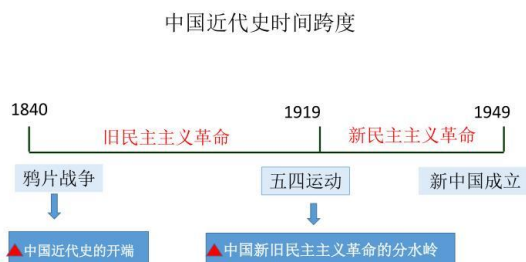 中国近代史时间跨度
1840
1919
1949
旧民主主义革命
新民主主义革命
鸦片战争
五四运动
新中国成立
中国近代史的开端
中国新旧民主主义革命的分水岭